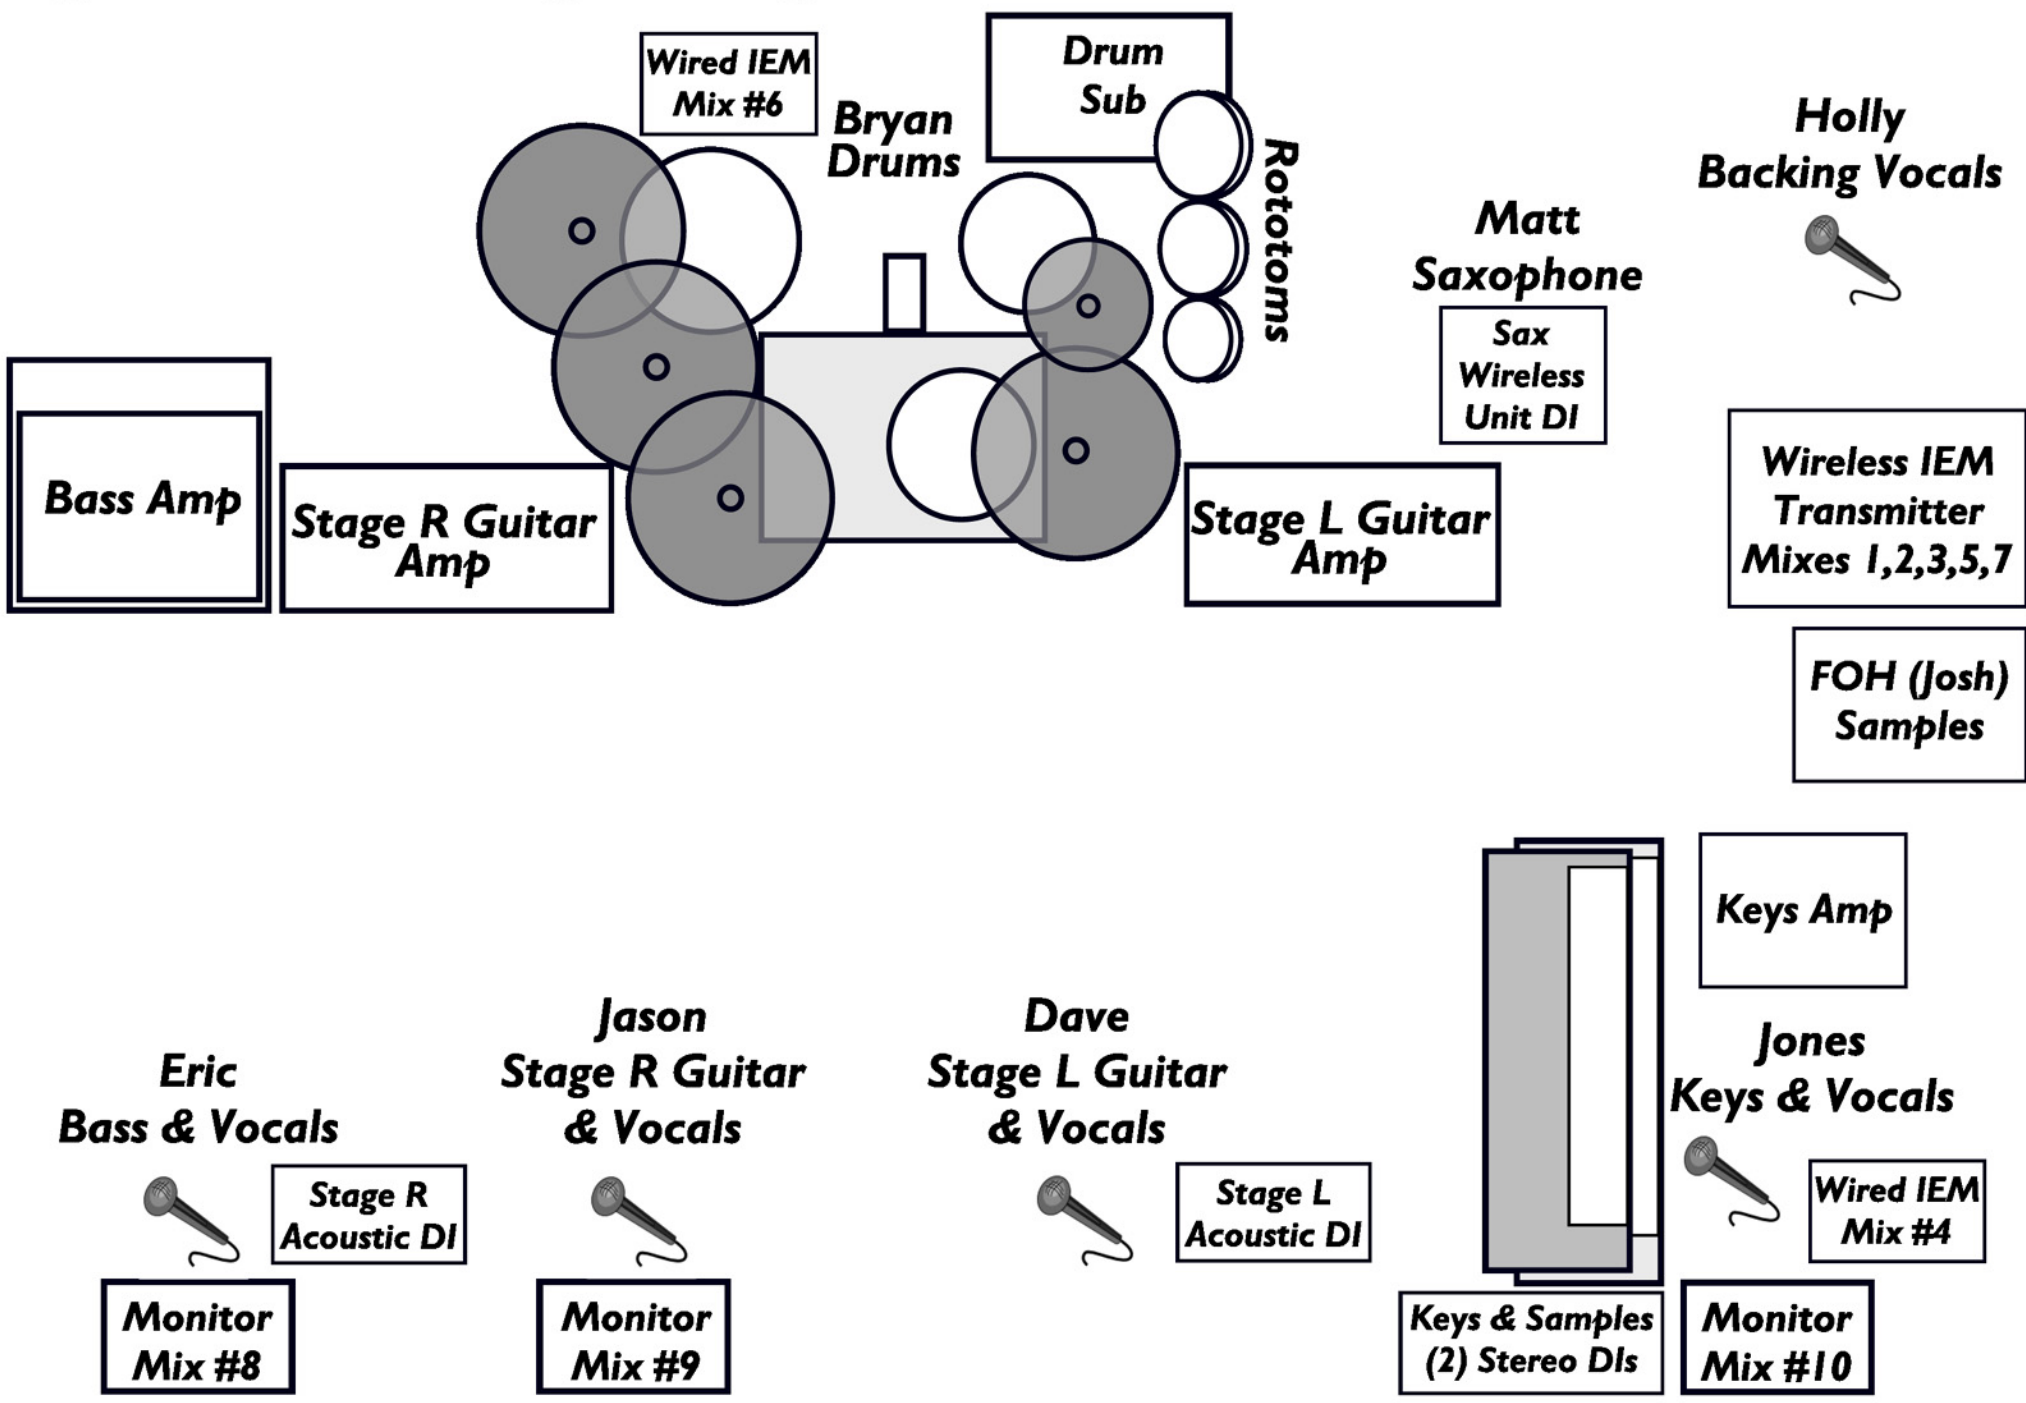 Wired IEM
Mix #6
Bryan
Drums
Drum
Sub
Rototoms
Holly
Backing Vocals
Matt
Saxophone
Sax
Wireless
Unit DI
Bass Amp
Stage R Guitar
Amp
Stage L Guitar
Amp
Wireless IEM
Transmitter
Mixes 1,2,3,5,7
FOH (Josh)
Samples
Keys Amp
Eric
Bass & Vocals
Jason
Stage R Guitar
& Vocals
Dave
Stage L Guitar
& Vocals
Jones
Keys & Vocals
Stage R
Acoustic DI
Stage L
Acoustic DI
Wired IEM
Mix #4
Monitor
Mix #8
Monitor
Mix #9
Keys & Samples
(2) Stereo DIs
Monitor
Mix #10